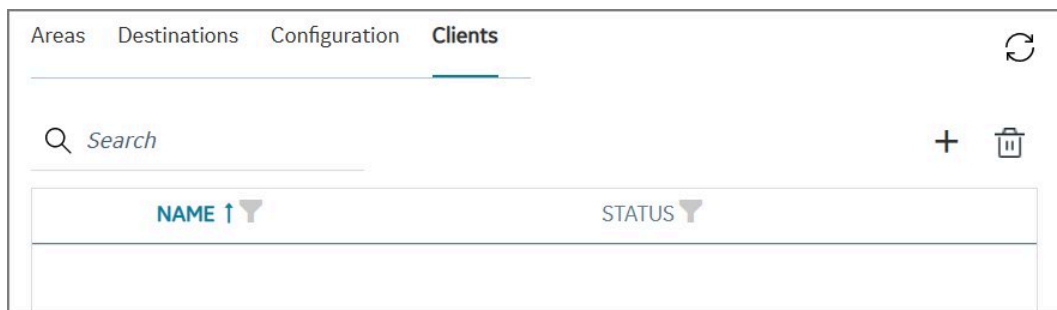 Areas Destinations Configuration Clients
Search
NAME ↑ STATUS